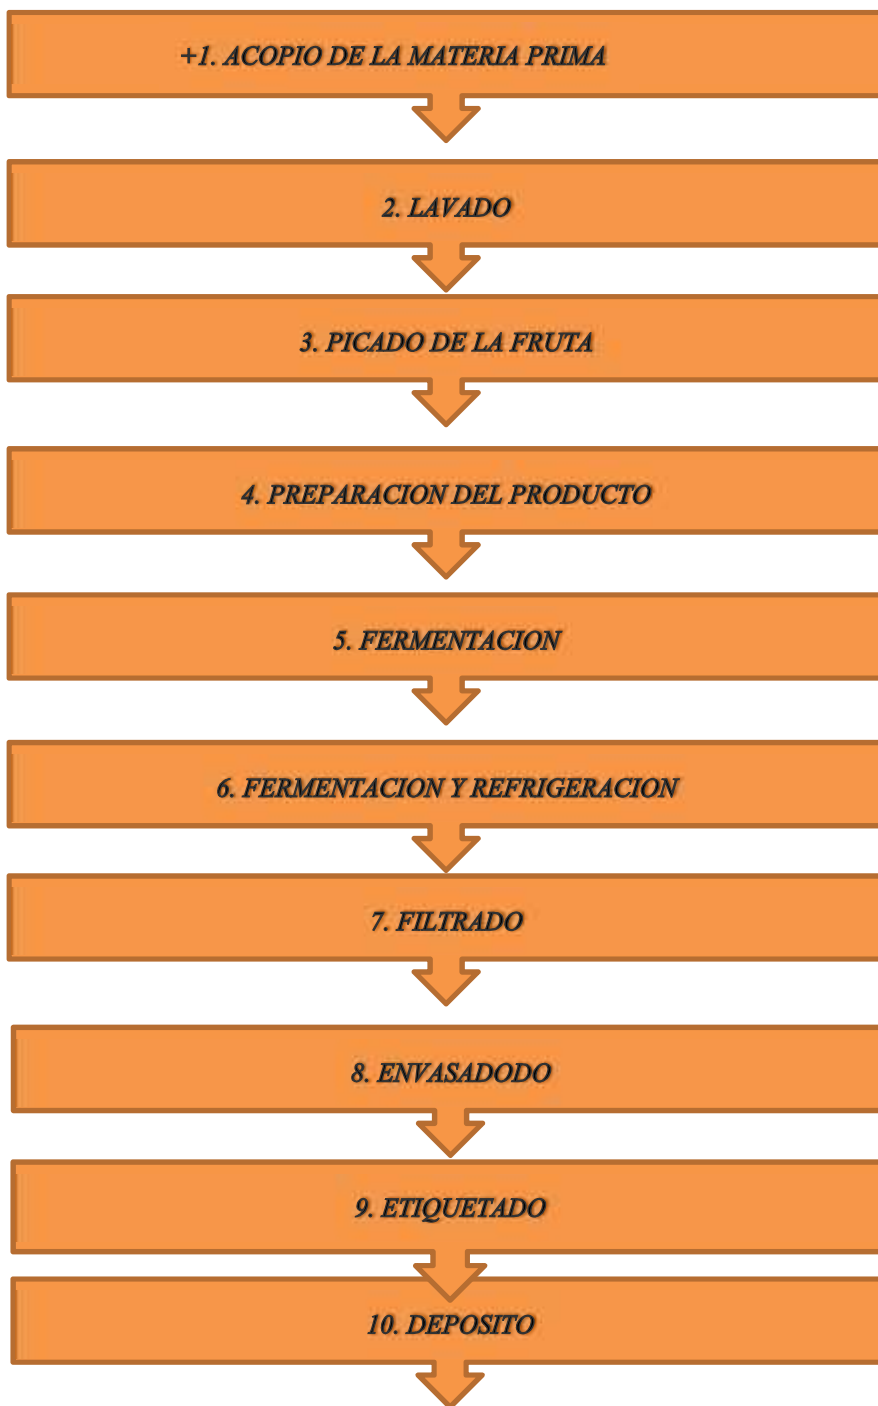 +1. ACOPIO DE LA MATERIA PRIMA
2. LAVADO
3. PICADO DE LA FRUTA
4. PREPARACION DEL PRODUCTO
5. FERMENTACION
6. FERMENTACION Y REFRIGERACION
7. FILTRADO
8. ENVASADODO
9. ETIQUETADO
10. DEPOSITO